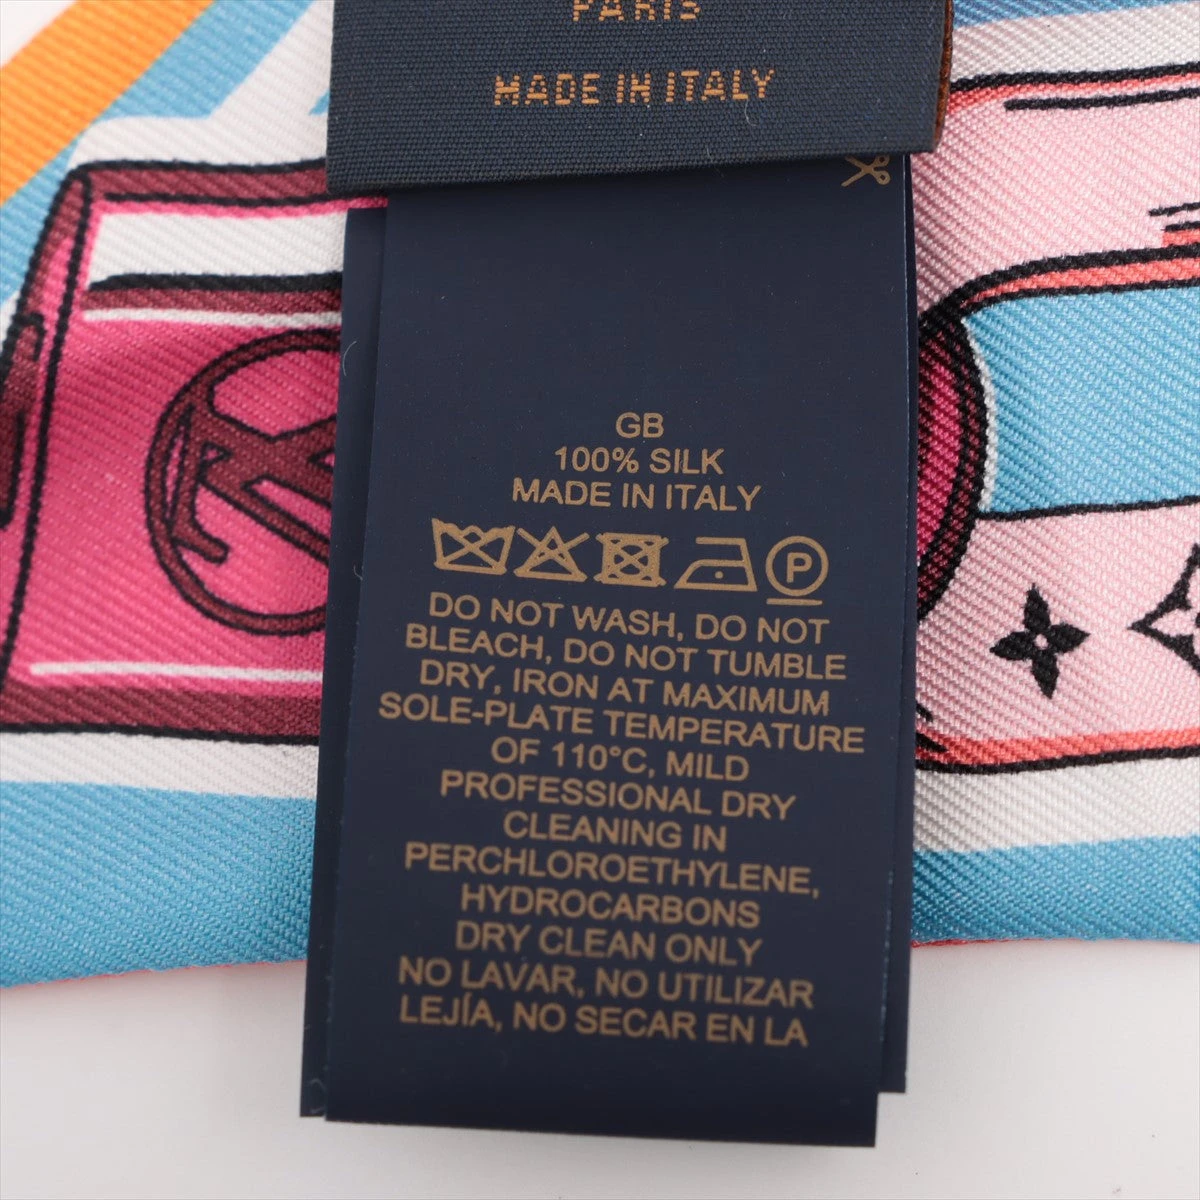 PARIS
MADE IN ITALY
GB
100% SILK
MADE IN ITALY
P
DO NOT WASH, DO NOT
BLEACH, DO NOT TUMBLE
DRY, IRON AT MAXIMUM
SOLE-PLATE TEMPERATURE
OF 110°C, MILD
PROFESSIONAL DRY
CLEANING IN
PERCHLOROETHYLENE,
HYDROCARBONS
DRY CLEAN ONLY
NO LAVAR, NO UTILIZAR
LEJÍA, NO SECAR EN LA